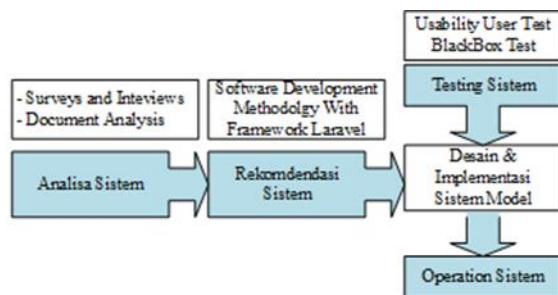 Usability User Test
BlackBox Test
Testing Sistem
- Surveys and Inteviews
- Document Analysis
Software Development
Methodolgy With
Framework Laravel
Analisa Sistem
Rekomdendasi
Sistem
Desain &
Implementasi
Sistem Model
Operation Sistem